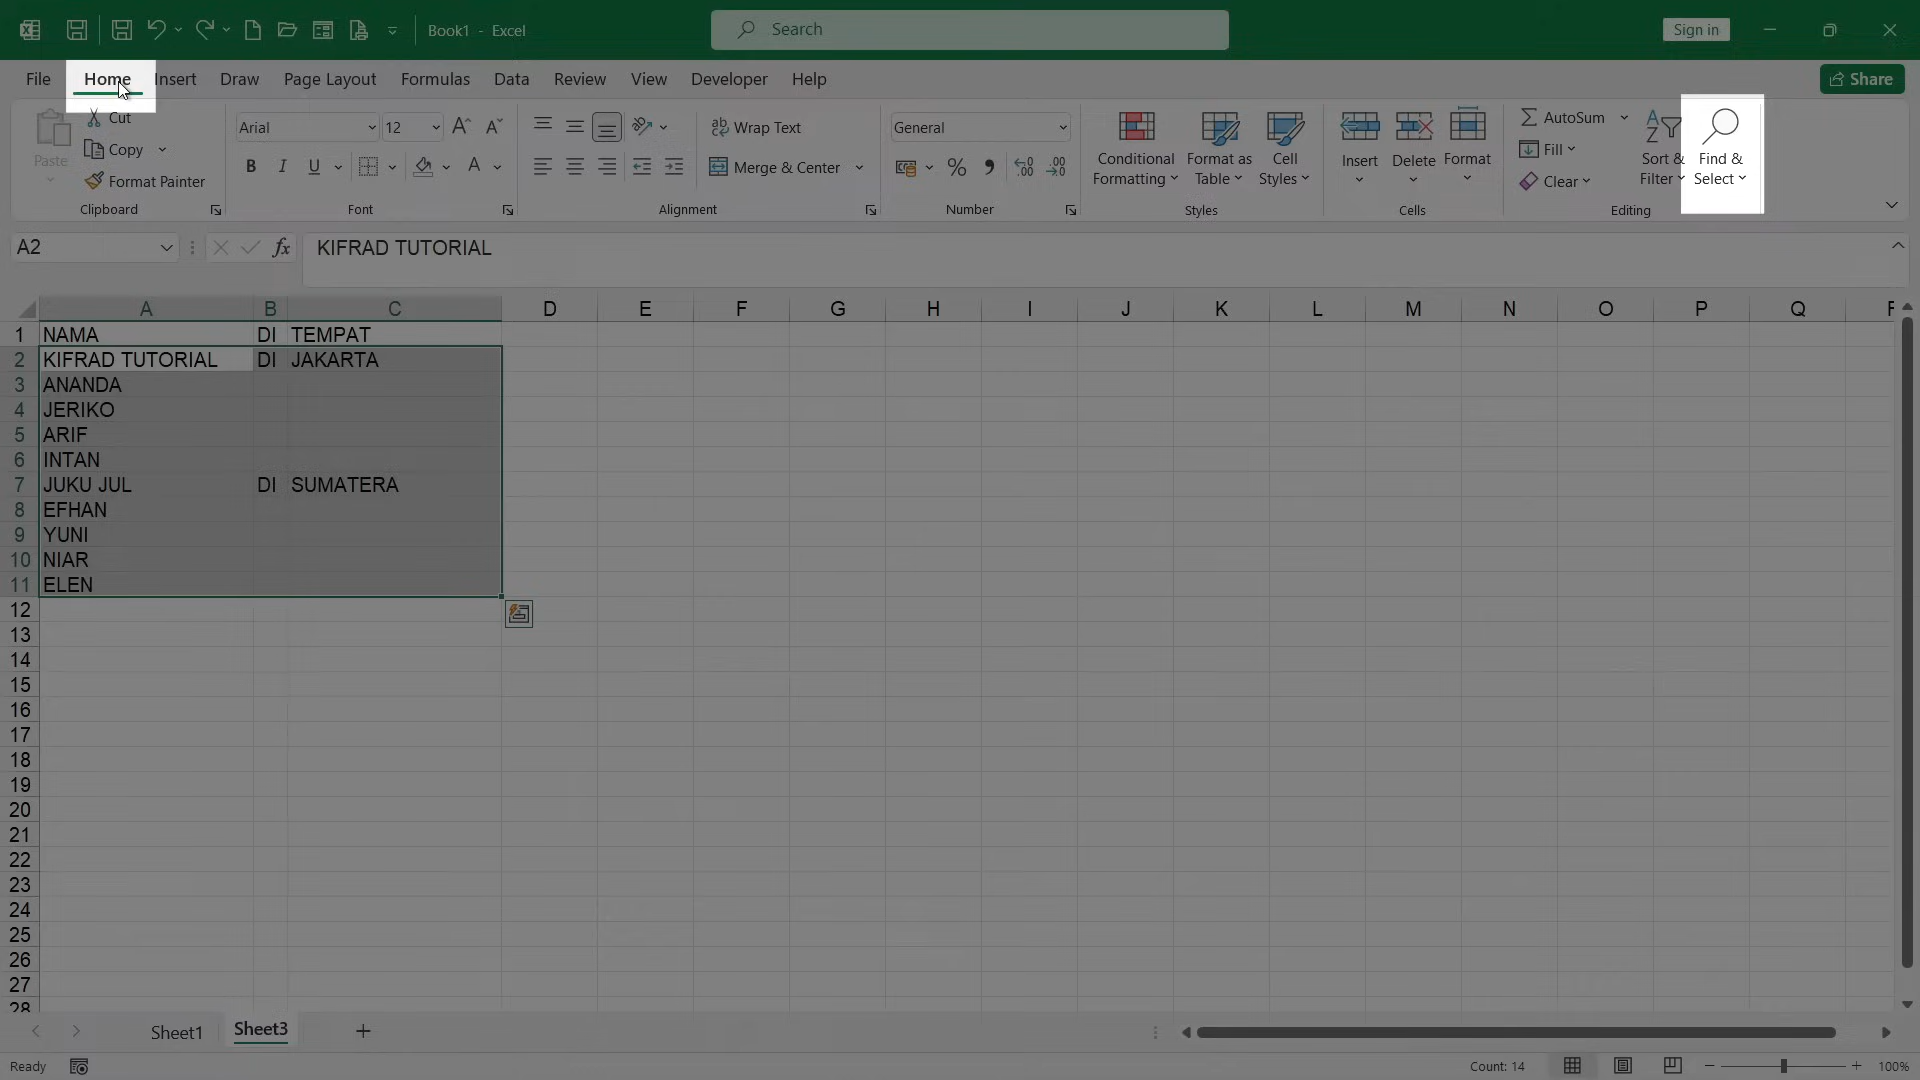 Book1 - Excel
Search
Sign in
File Home Insert Draw Page Layout Formulas Data Review View Developer Help
Share
Paste
Cut
Copy
Format Painter
Clipboard
Arial 12
B I U A
Font
Wrap Text
Merge & Center
Alignment
General
Number
Conditional Formatting
Format as Table
Cell Styles
Styles
Insert Delete Format
Cells
AutoSum
Fill
Clear
Sort & Filter
Find & Select
Editing
A2 fx KIFRAD TUTORIAL
A B C D E F G H I J K L M N O P Q
1 NAMA DI TEMPAT
2 KIFRAD TUTORIAL DI JAKARTA
3 ANANDA
4 JERIKO
5 ARIF
6 INTAN
7 JUKU JUL DI SUMATERA
8 EFHAN
9 YUNI
10 NIAR
11 ELEN
12
13
14
15
16
17
18
19
20
21
22
23
24
25
26
27
28
Sheet1 Sheet3
Ready Count: 14 100%